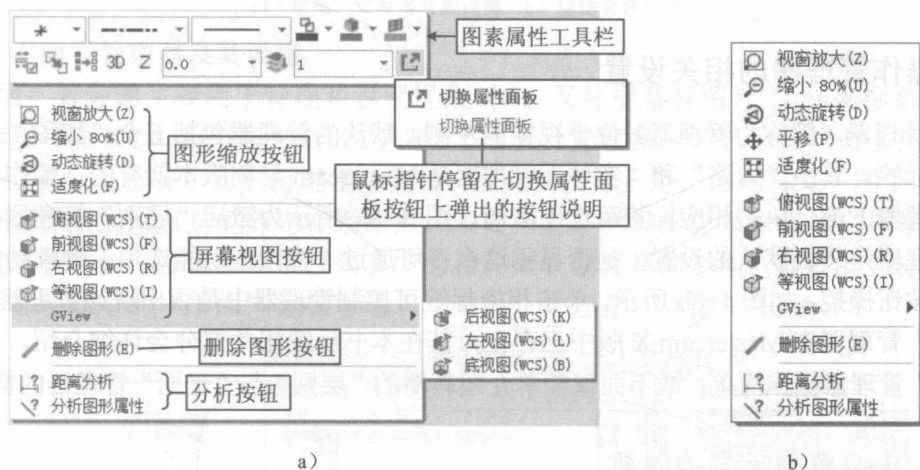 图素属性工具栏
3D Z 0.0 1
切换属性面板
切换属性面板
鼠标指针停留在切换属性面
板按钮上弹出的按钮说明
视窗放大(Z)
缩小 80%(U)
动态旋转(D)
适度化(F)
图形缩放按钮
俯视图(WCS)(T)
前视图(WCS)(F)
右视图(WCS)(R)
等视图(WCS)(I)
屏幕视图按钮
GView
后视图(WCS)(K)
左视图(WCS)(L)
底视图(WCS)(B)
删除图形(E)
删除图形按钮
距离分析
分析图形属性
分析按钮
a)
视窗放大(Z)
缩小 80%(U)
动态旋转(D)
平移(P)
适度化(F)
俯视图(WCS)(T)
前视图(WCS)(F)
右视图(WCS)(R)
等视图(WCS)(I)
GView
删除图形(E)
距离分析
分析图形属性
b)